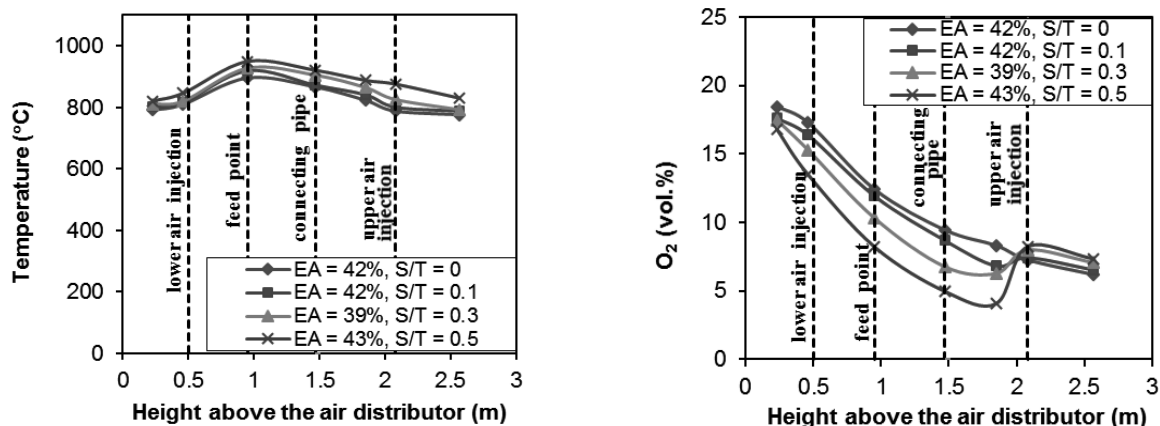 Temperature (°C)
1000
800
600
400
200
0
0 0.5 1 1.5 2 2.5 3
Height above the air distributor (m)
lower air injection
feed point
connecting pipe
upper air
injection
EA = 42%, S/T = 0
EA = 42%, S/T = 0.1
EA = 39%, S/T = 0.3
EA = 43%, S/T = 0.5
O₂ (vol.%)
25
20
15
10
5
0
0 0.5 1 1.5 2 2.5 3
Height above the air distributor (m)
lower air injection
feed point
connecting
pipe
upper air
injection
EA = 42%, S/T = 0
EA = 42%, S/T = 0.1
EA = 39%, S/T = 0.3
EA = 43%, S/T = 0.5